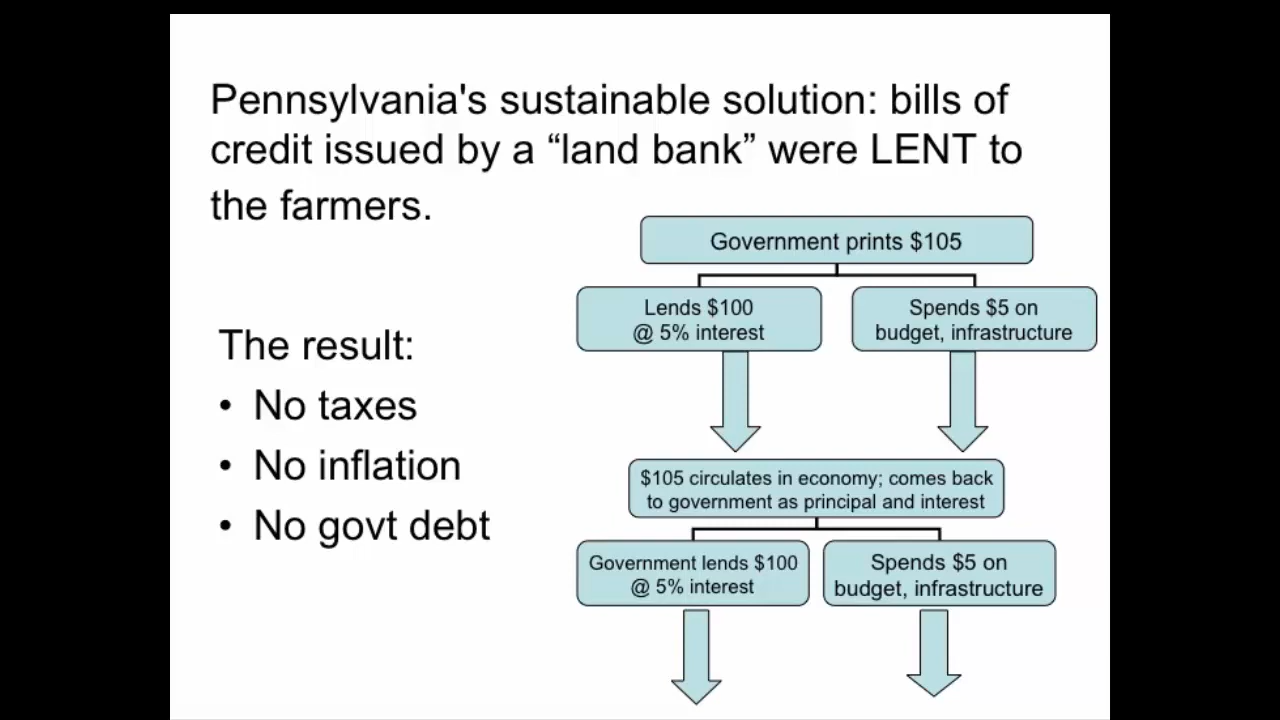 Pennsylvania's sustainable solution: bills of
credit issued by a “land bank” were LENT to
the farmers.
The result:
• No taxes
• No inflation
• No govt debt
Government prints $105
Lends $100
@ 5% interest
Spends $5 on
budget, infrastructure
$105 circulates in economy; comes back
to government as principal and interest
Government lends $100
@ 5% interest
Spends $5 on
budget, infrastructure